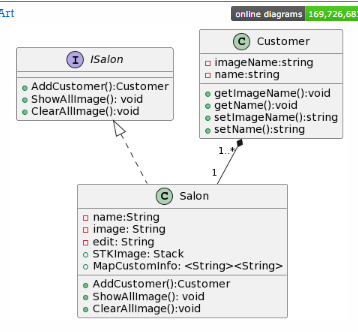 Art
online diagrams 169,726,68
I ISalon
AddCustomer():Customer
ShowAllImage(): void
ClearAllImage():void
C Customer
imageName:string
name:string
getImageName():void
getName():void
setImageName():string
setName():string
1..*
1
C Salon
name:String
image: String
edit: String
STKImage: Stack
MapCustomInfo: <String><String>
AddCustomer():Customer
ShowAllImage(): void
ClearAllImage():void